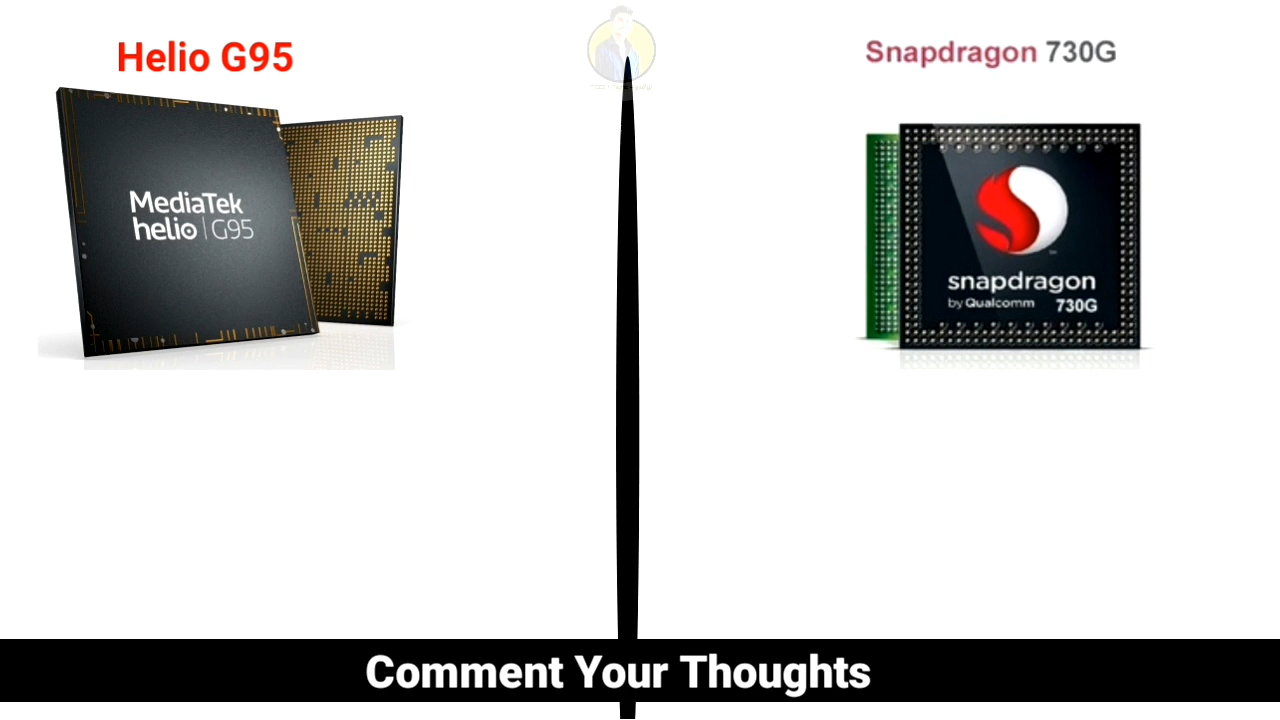 Helio G95
Snapdragon 730G
MediaTek
helio | G95
snapdragon
by Qualcomm 730G
Comment Your Thoughts